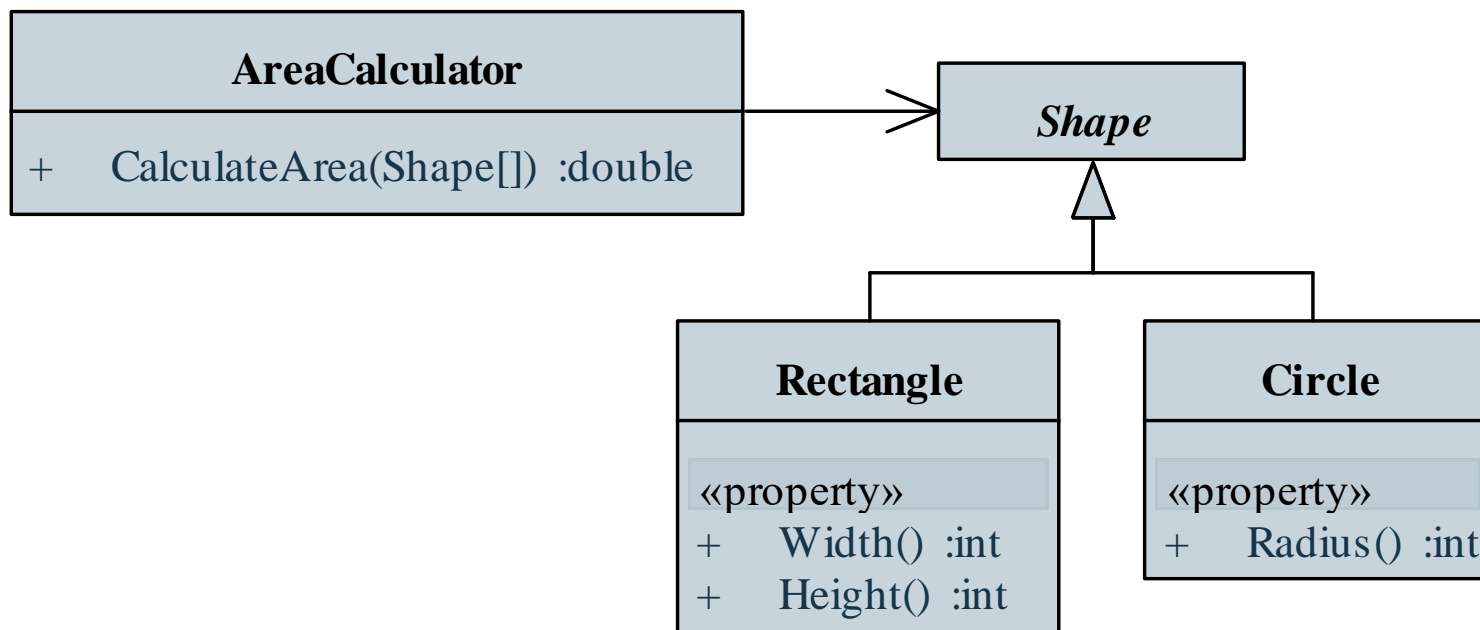 AreaCalculator
+ CalculateArea(Shape[]) :double
Shape
Rectangle
«property»
+ Width() :int
+ Height() :int
Circle
«property»
+ Radius() :int